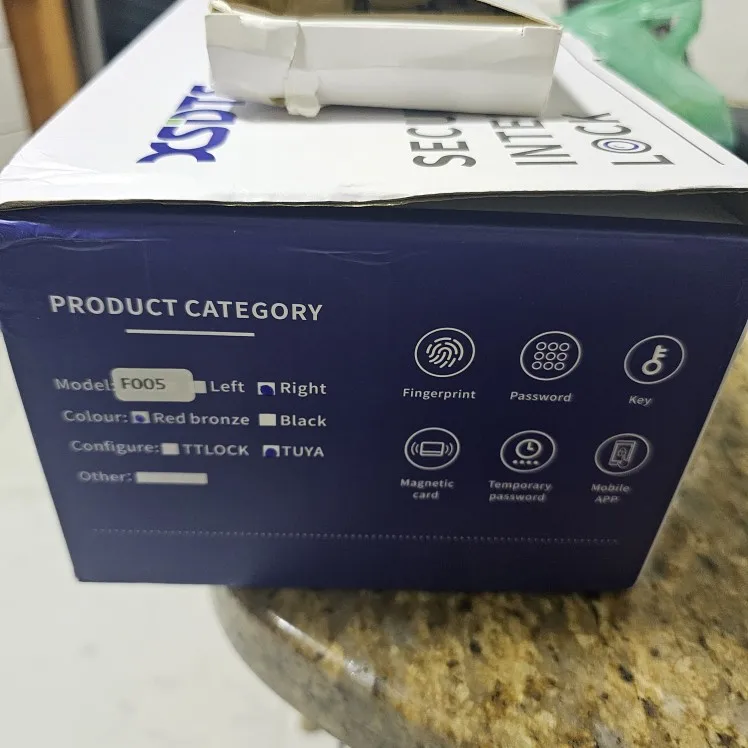 XSDTS
SECU
INTE
LOCK
PRODUCT CATEGORY
Model: F005 Left Right
Colour: Red bronze Black
Configure: TTLOCK TUYA
Other:
Fingerprint
Password
Key
Magnetic
card
Temporary
password
Mobile
APP